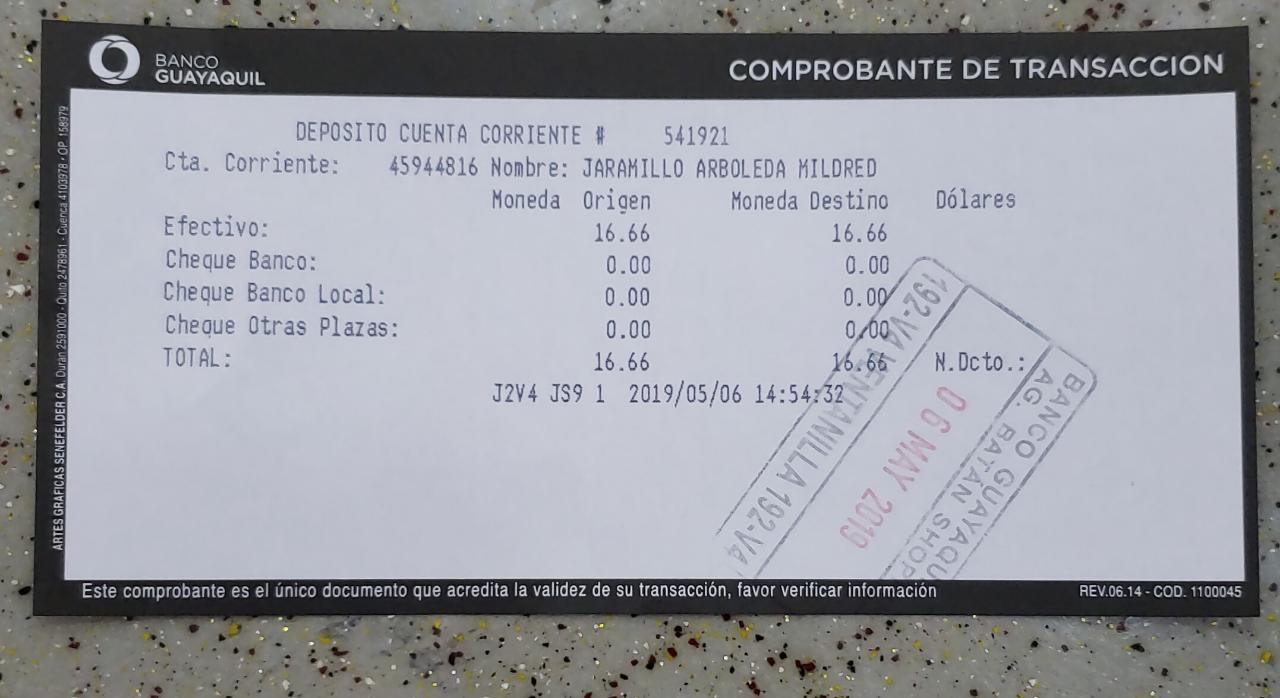 BANCO
GUAYAQUIL
COMPROBANTE DE TRANSACCION
DEPOSITO CUENTA CORRIENTE # 541921
Cta. Corriente: 45944816 Nombre: JARAMILLO ARBOLEDA MILDRED
Moneda Origen Moneda Destino Dólares
Efectivo: 16.66 16.66
Cheque Banco: 0.00 0.00
Cheque Banco Local: 0.00 0.00
Cheque Otras Plazas: 0.00 0.00
TOTAL: 16.66 16.66 N.Dcto.:
J2V4 JS9 1 2019/05/06 14:54:32
192-V4 VENTANILLA 192-V4
06 MAY 2019
BANCO GUAYAQU
AG. BATÁN SHOP
ARTES GRAFICAS SENEFELDER C.A. Durán 2591000 - Quito 2478961 - Cuenca 4103978 - OP. 158979
Este comprobante es el único documento que acredita la validez de su transacción, favor verificar información
REV.06.14 - COD. 1100045